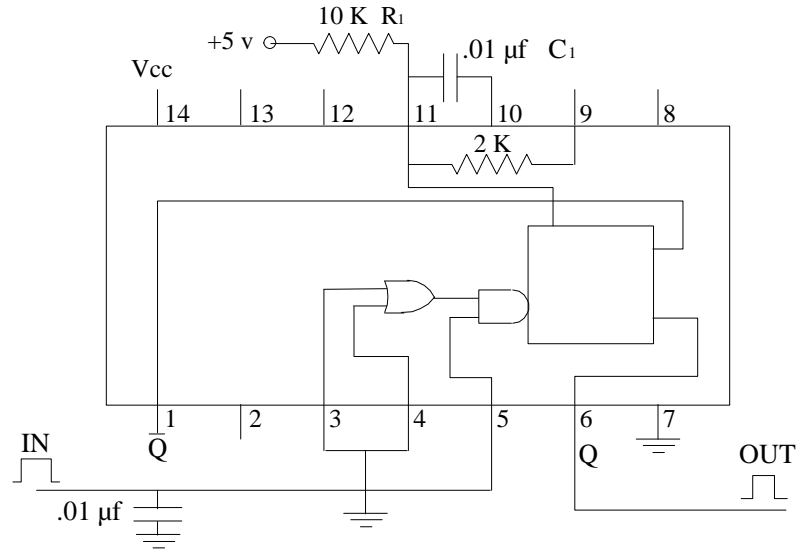 10 K R1
+5 v
.01 µf C1
Vcc
14 13 12 11 10 9 8
2 K
1 2 3 4 5 6 7
Q̅ Q
IN
OUT
.01 µf